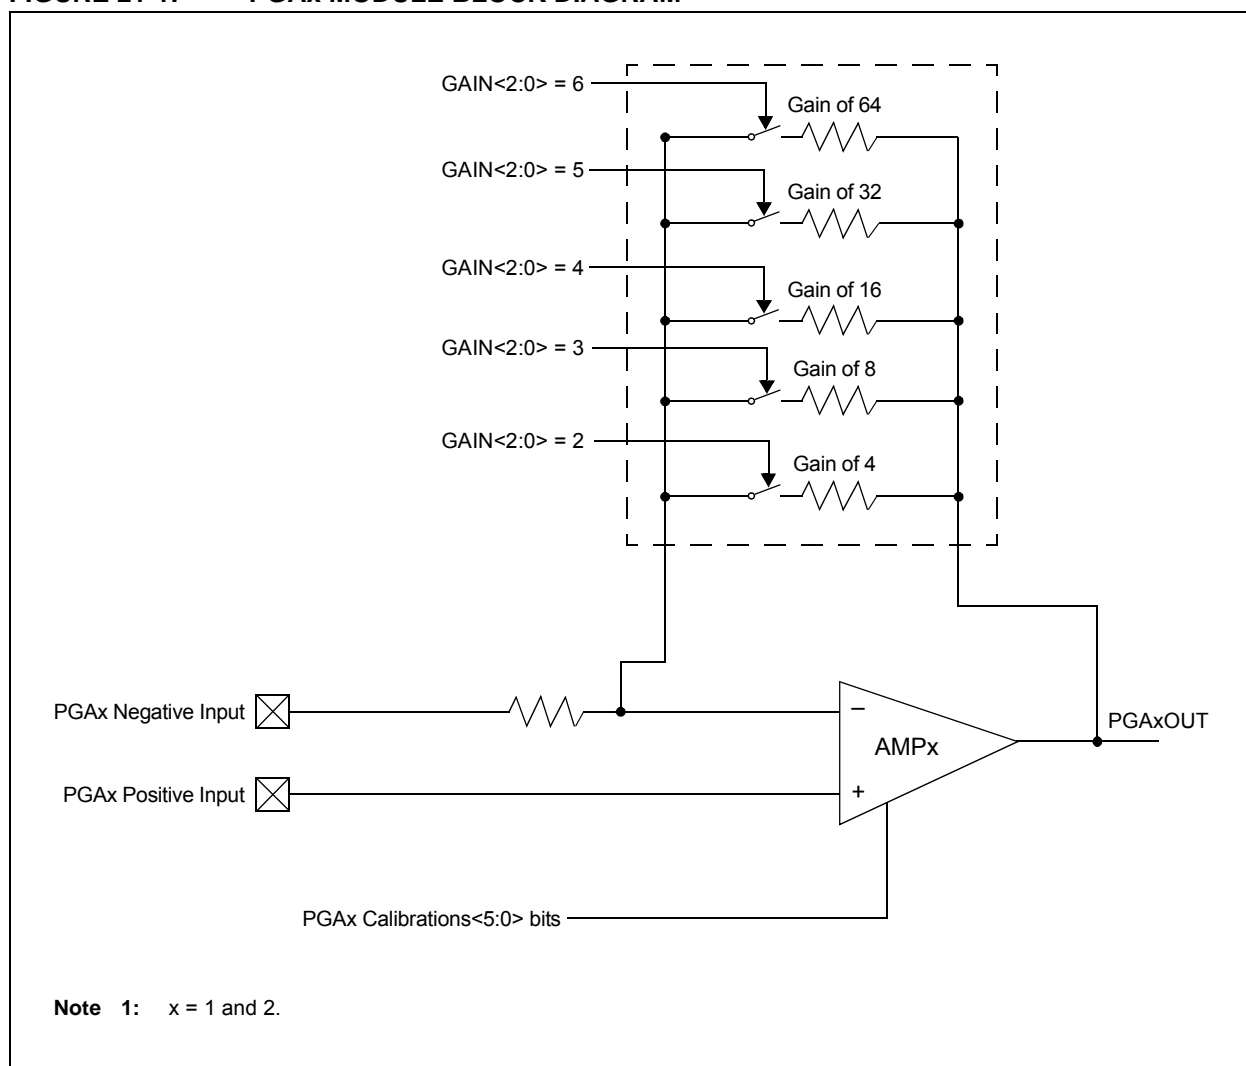 GAIN<2:0> = 6
Gain of 64
GAIN<2:0> = 5
Gain of 32
GAIN<2:0> = 4
Gain of 16
GAIN<2:0> = 3
Gain of 8
GAIN<2:0> = 2
Gain of 4
PGAx Negative Input
–
AMPx
PGAxOUT
PGAx Positive Input
+
PGAx Calibrations<5:0> bits
Note 1: x = 1 and 2.